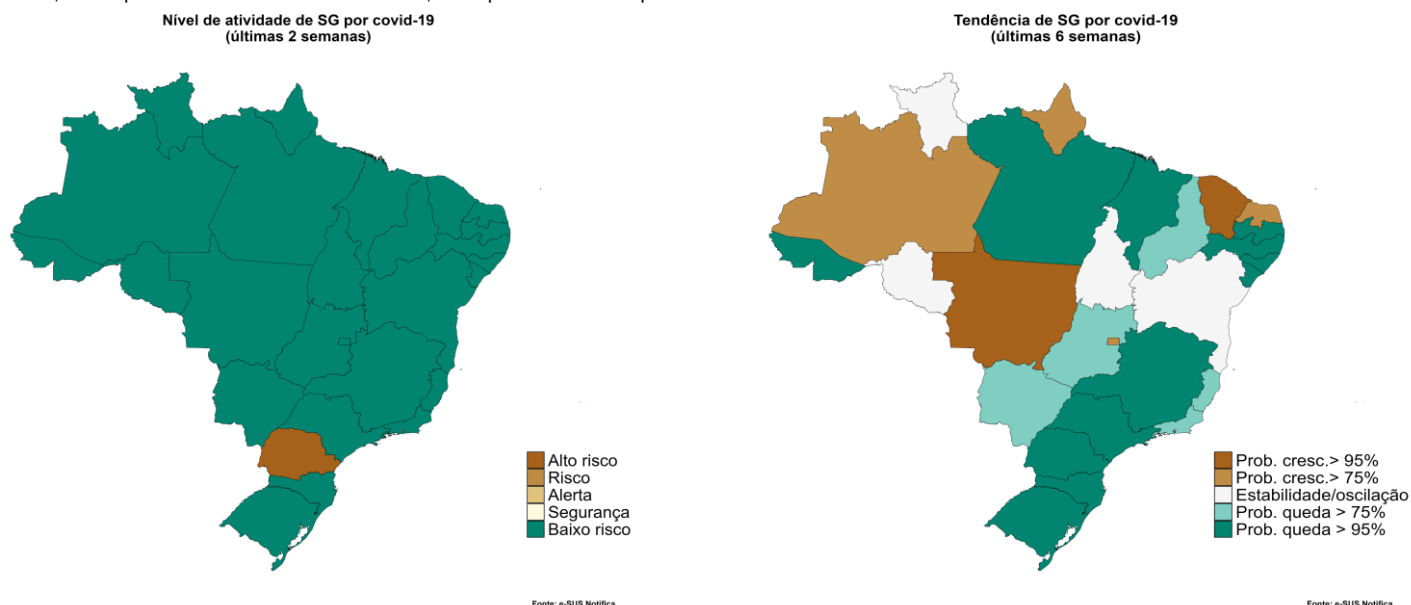 Nível de atividade de SG por covid-19
(últimas 2 semanas)
Alto risco
Risco
Alerta
Segurança
Baixo risco
Fonte: e-SUS Notifica
Tendência de SG por covid-19
(últimas 6 semanas)
Prob. cresc.> 95%
Prob. cresc.> 75%
Estabilidade/oscilação
Prob. queda > 75%
Prob. queda > 95%
Fonte: e-SUS Notifica